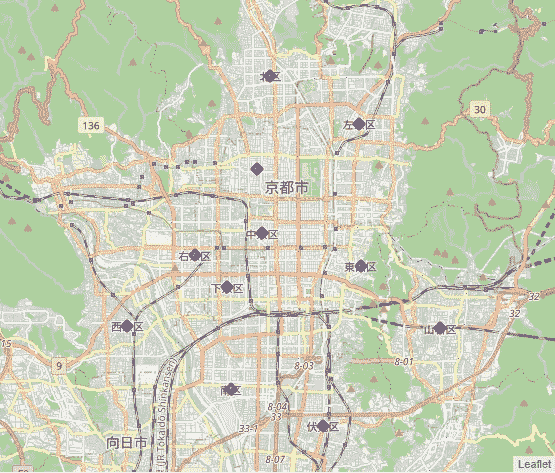 北区
30
136
左京区
京都市
中京区
右京区
東山区
下京区
32
西京区
山科区
32
15
9
8-03
8-01
南区
8-04
伏見区
33-1
向日市
8-07
(JR Tokaido Shinkansen)
Leaflet